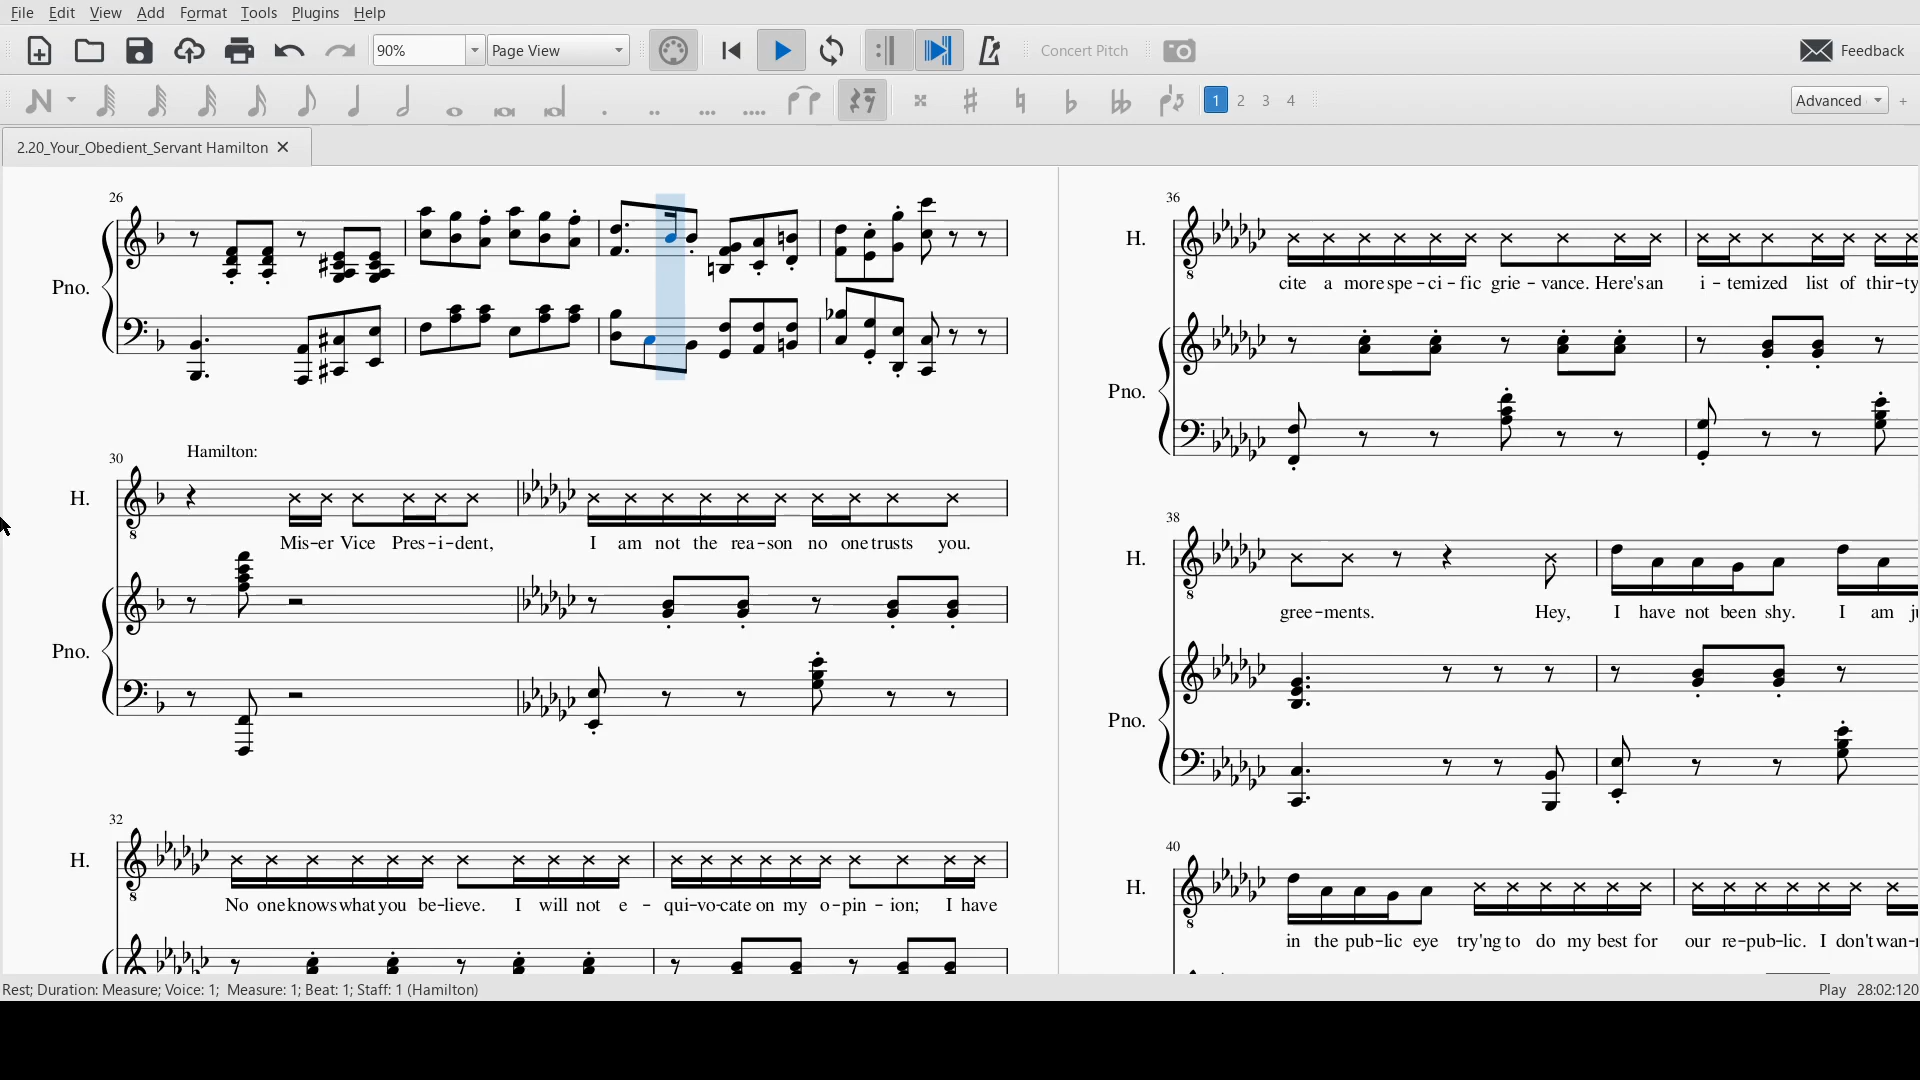 File Edit View Add Format Tools Plugins Help
90% Page View Concert Pitch Feedback
1 2 3 4 Advanced +
2.20_Your_Obedient_Servant Hamilton
26
Pno.
Hamilton:
30
H.
Mis-er Vice Pres-i-dent, I am not the rea-son no one trusts you.
Pno.
32
H.
No one knows what you be-lieve. I will not e-qui-vo-cate on my o-pin-ion; I have
36
H.
cite a more spe-ci-fic grie-vance. Here's an i-temized list of thir-ty
Pno.
38
H.
gree-ments. Hey, I have not been shy. I am
Pno.
40
H.
in the pub-lic eye try'ng to do my best for our re-pub-lic. I don't wan-
Rest; Duration: Measure; Voice: 1; Measure: 1; Beat: 1; Staff: 1 (Hamilton) Play 28:02:120